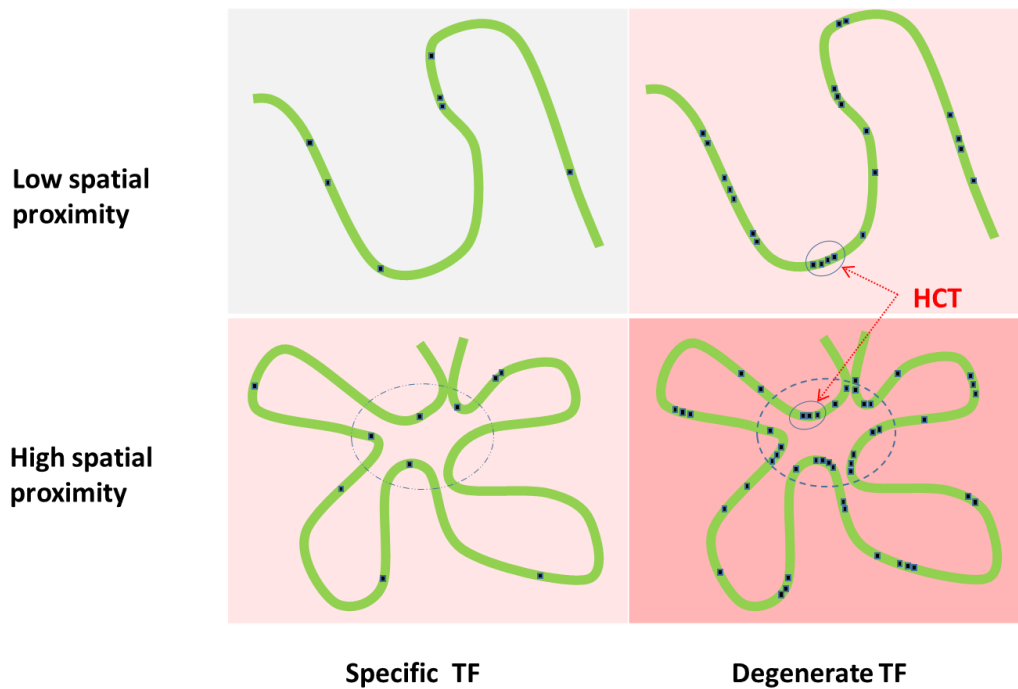 Low spatial
proximity
HCT
High spatial
proximity
Specific TF
Degenerate TF